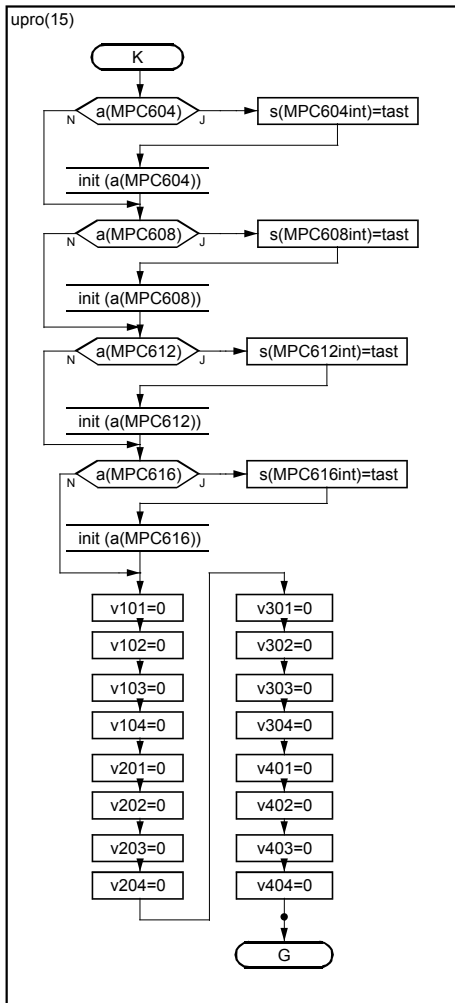 upro(15)
K
a(MPC604)
N
J
s(MPC604int)=tast
init (a(MPC604))
a(MPC608)
N
J
s(MPC608int)=tast
init (a(MPC608))
a(MPC612)
N
J
s(MPC612int)=tast
init (a(MPC612))
a(MPC616)
N
J
s(MPC616int)=tast
init (a(MPC616))
v101=0
v102=0
v103=0
v104=0
v201=0
v202=0
v203=0
v204=0
v301=0
v302=0
v303=0
v304=0
v401=0
v402=0
v403=0
v404=0
G